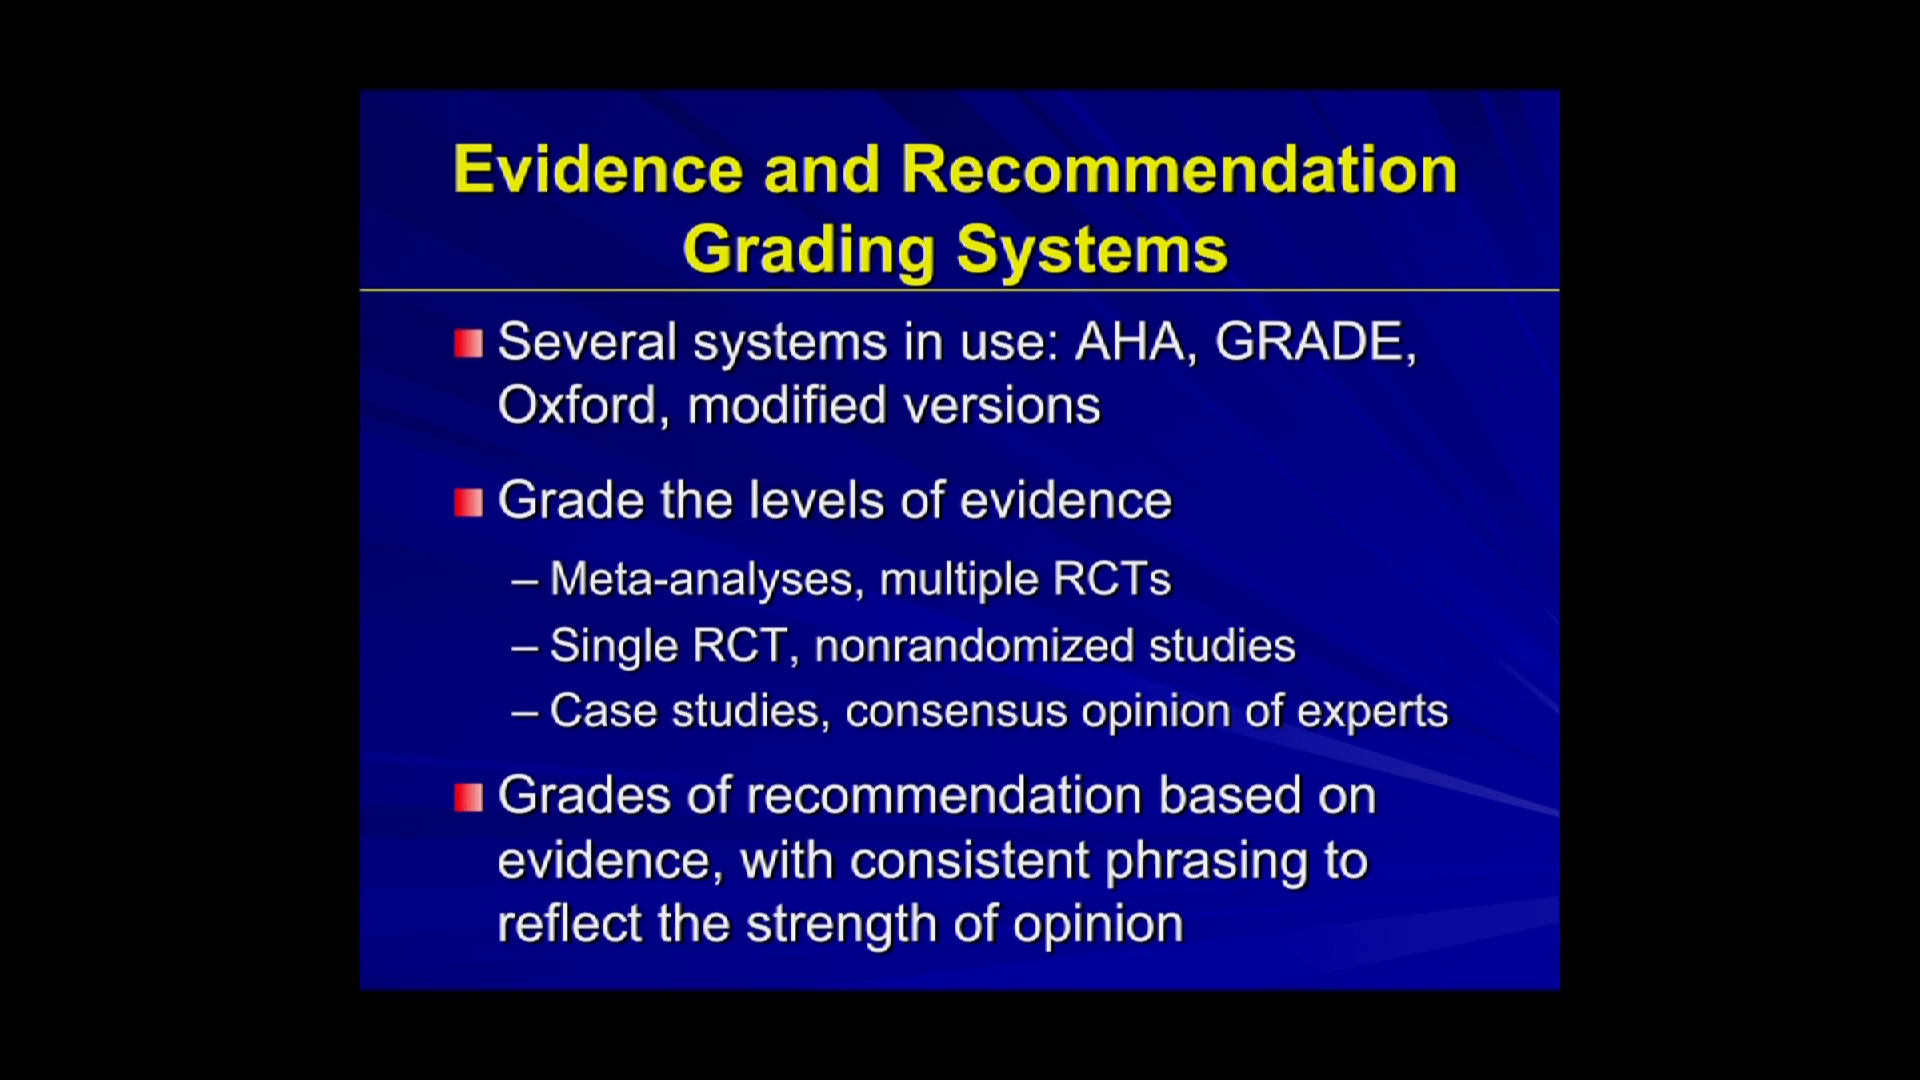 Evidence and Recommendation
Grading Systems
Several systems in use: AHA, GRADE,
Oxford, modified versions
Grade the levels of evidence
– Meta-analyses, multiple RCTs
– Single RCT, nonrandomized studies
– Case studies, consensus opinion of experts
Grades of recommendation based on
evidence, with consistent phrasing to
reflect the strength of opinion